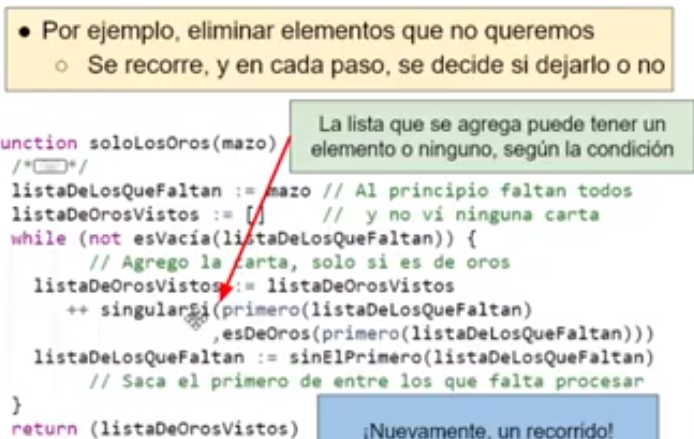 ● Por ejemplo, eliminar elementos que no queremos
○ Se recorre, y en cada paso, se decide si dejarlo o no
La lista que se agrega puede tener un
elemento o ninguno, según la condición
unction soloLosOros(mazo)
/* */
listaDeLosQueFaltan := mazo // Al principio faltan todos
listaDeOrosVistos := [] // y no ví ninguna carta
while (not esVacía(listaDeLosQueFaltan)) {
// Agrego la carta, solo si es de oros
listaDeOrosVistos := listaDeOrosVistos
++ singularSi(primero(listaDeLosQueFaltan)
,esDeOros(primero(listaDeLosQueFaltan)))
listaDeLosQueFaltan := sinElPrimero(listaDeLosQueFaltan)
// Saca el primero de entre los que falta procesar
}
return (listaDeOrosVistos)
¡Nuevamente, un recorrido!